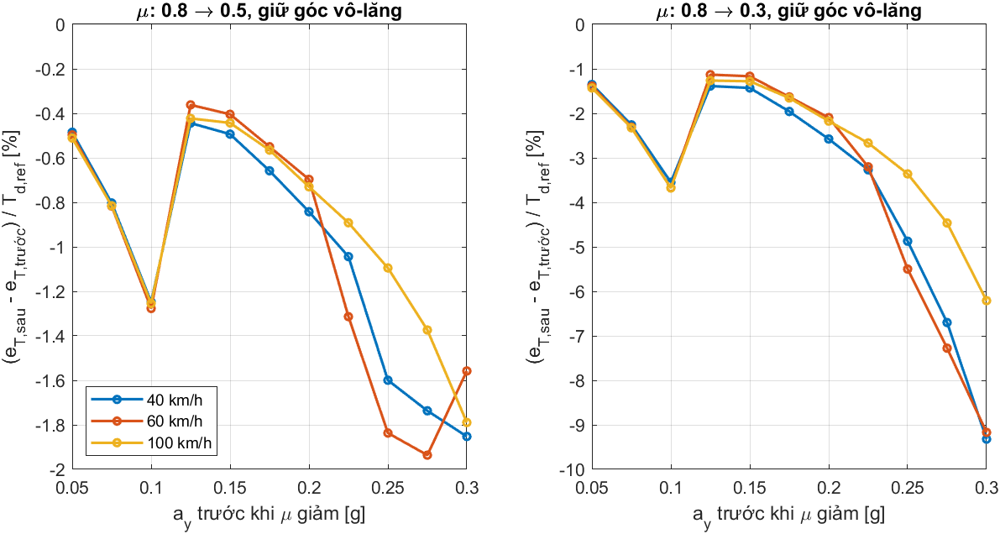 μ: 0.8 → 0.5, giữ góc vô-lăng
(e_T,sau - e_T,trước) / T_d,ref [%]
0
-0.2
-0.4
-0.6
-0.8
-1
-1.2
-1.4
-1.6
-1.8
-2
40 km/h
60 km/h
100 km/h
0.05 0.1 0.15 0.2 0.25 0.3
a_y trước khi μ giảm [g]
μ: 0.8 → 0.3, giữ góc vô-lăng
(e_T,sau - e_T,trước) / T_d,ref [%]
0
-1
-2
-3
-4
-5
-6
-7
-8
-9
-10
0.05 0.1 0.15 0.2 0.25 0.3
a_y trước khi μ giảm [g]